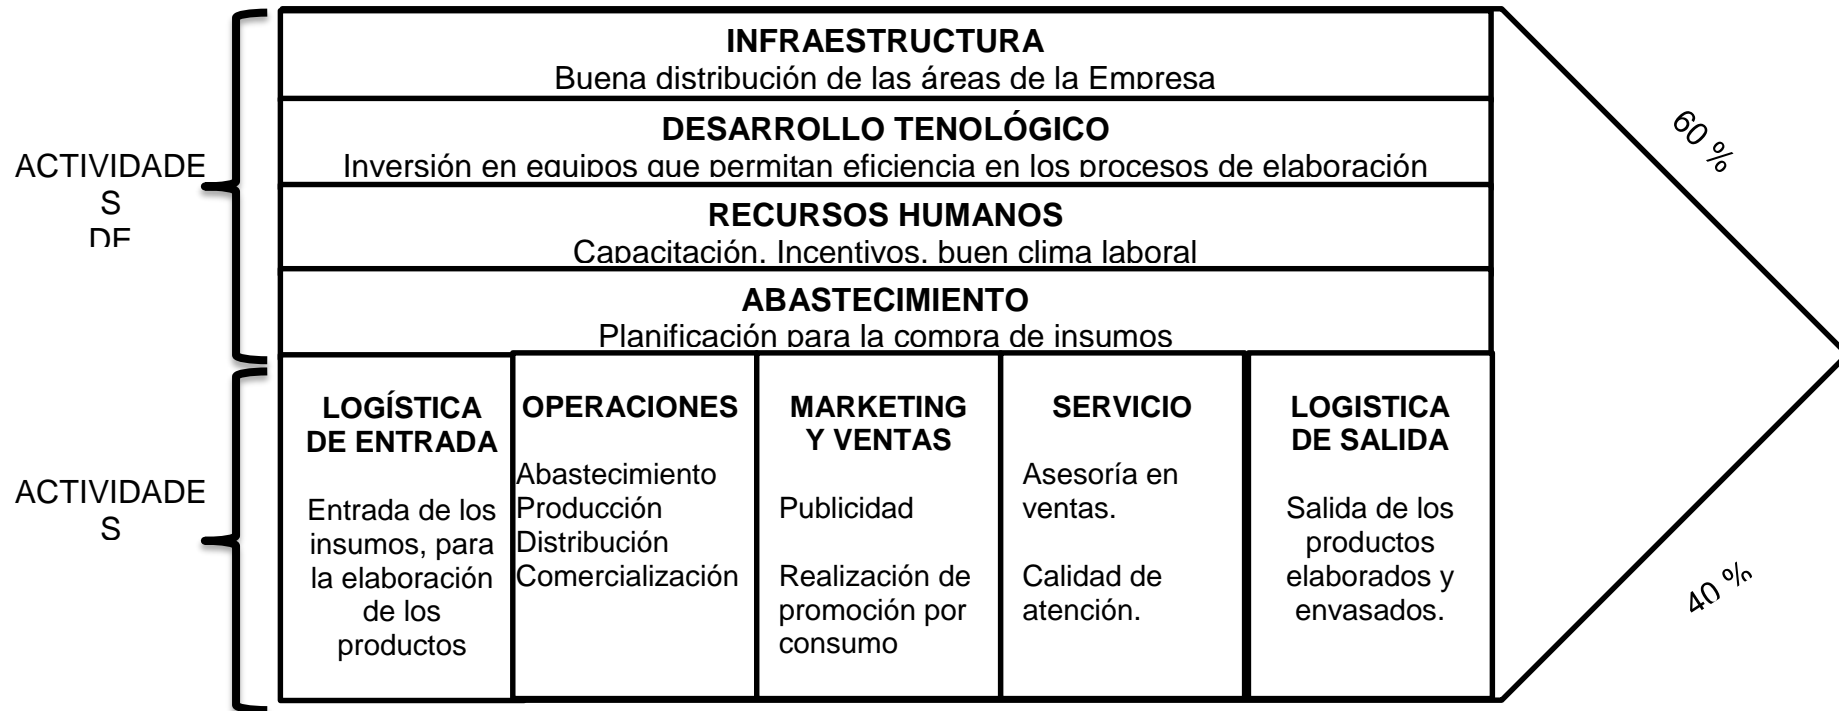 INFRAESTRUCTURA
Buena distribución de las áreas de la Empresa
DESARROLLO TENOLÓGICO
Inversión en equipos que permitan eficiencia en los procesos de elaboración
RECURSOS HUMANOS
Capacitación. Incentivos. buen clima laboral
ABASTECIMIENTO
Planificación para la compra de insumos
ACTIVIDADE
S
DE
60 %
LOGÍSTICA
DE ENTRADA
Entrada de los
insumos, para
la elaboración
de los
productos
OPERACIONES
Abastecimiento
Producción
Distribución
Comercialización
MARKETING
Y VENTAS
Publicidad
Realización de
promoción por
consumo
SERVICIO
Asesoría en
ventas.
Calidad de
atención.
LOGISTICA
DE SALIDA
Salida de los
productos
elaborados y
envasados.
ACTIVIDADE
S
40 %